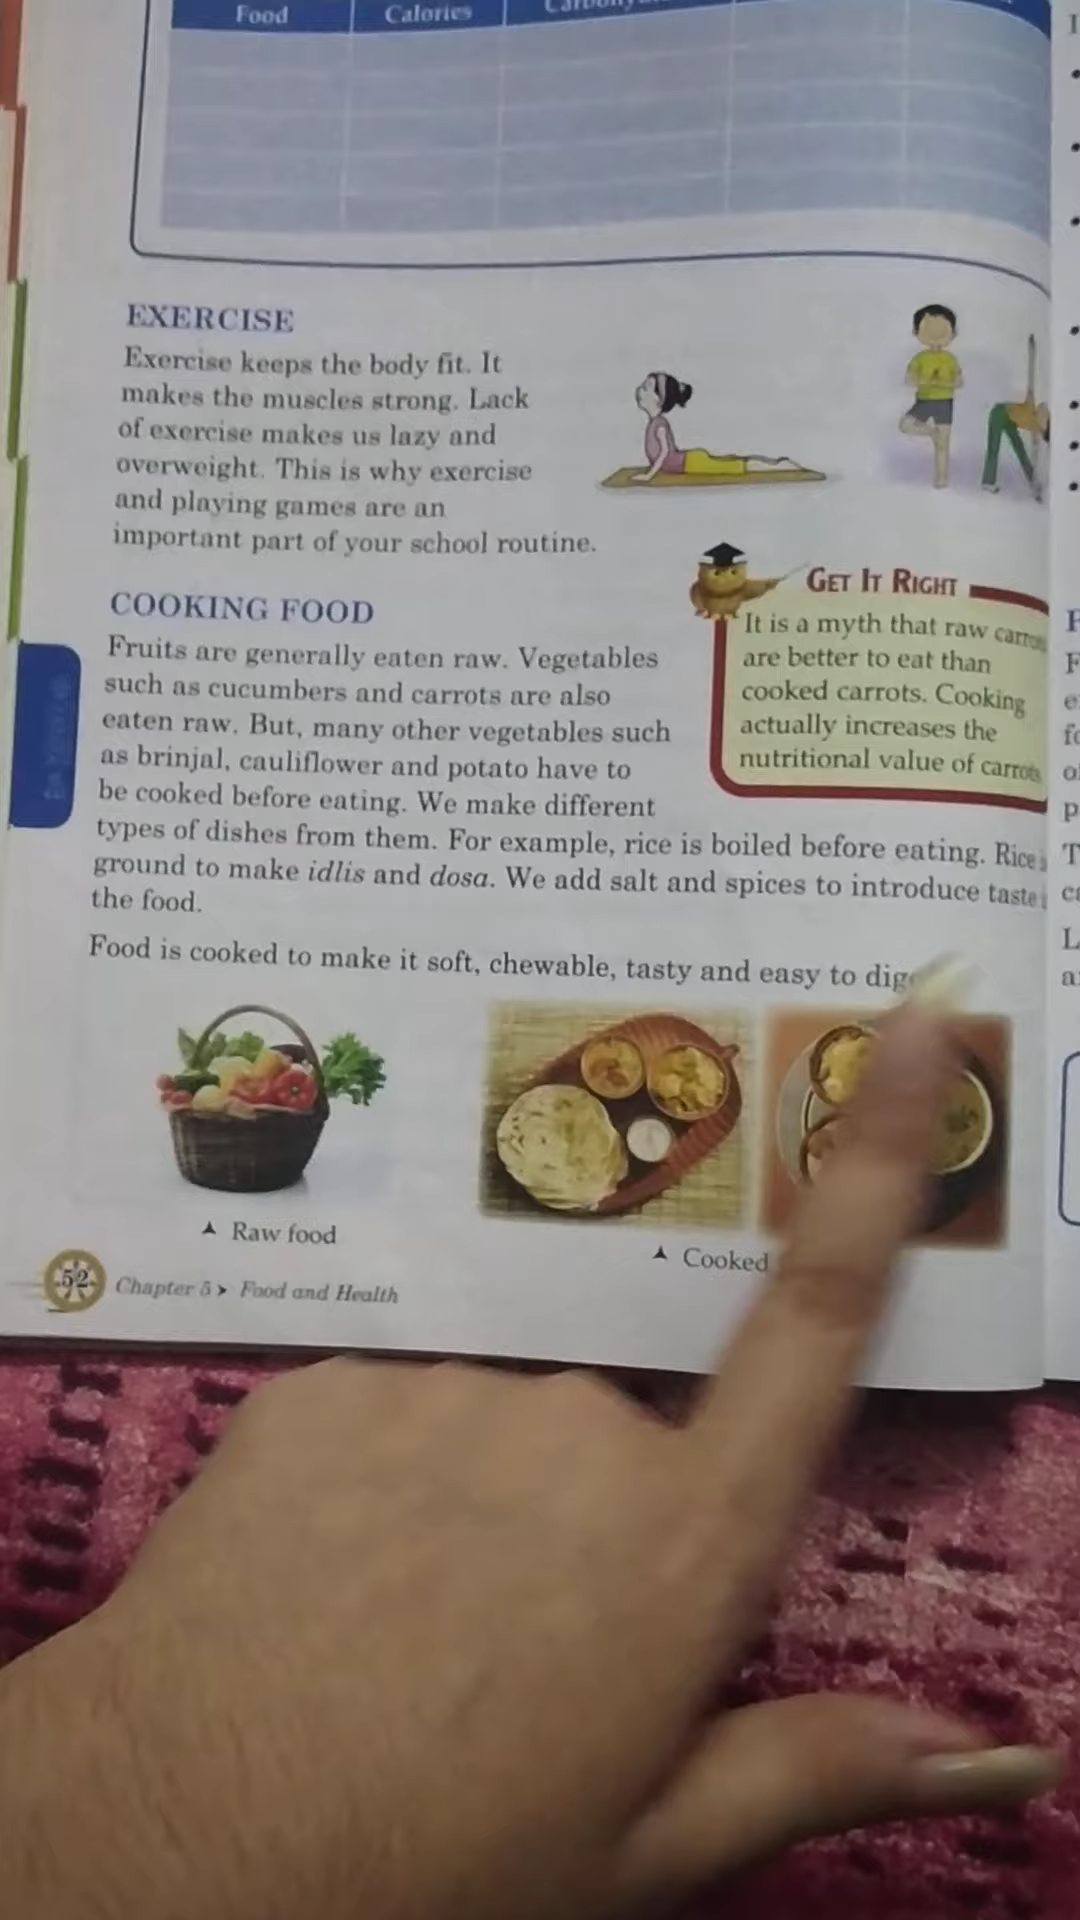 Food
Calories
EXERCISE
Exercise keeps the body fit. It
makes the muscles strong. Lack
of exercise makes us lazy and
overweight. This is why exercise
and playing games are an
important part of your school routine.
GET IT RIGHT
It is a myth that raw
are better to eat than
cooked carrots. Cooking
actually increases the
nutritional value of carrots
COOKING FOOD
Fruits are generally eaten raw. Vegetables
such as cucumbers and carrots are also
eaten raw. But, many other vegetables such
as brinjal, cauliflower and potato have to
be cooked before eating. We make different
types of dishes from them. For example, rice is boiled before eating. Rice
ground to make idlis and dosa. We add salt and spices to introduce taste
the food.
Food is cooked to make it soft, chewable, tasty and easy to
Raw food
Cooked
52
Chapter 5 > Food and Health